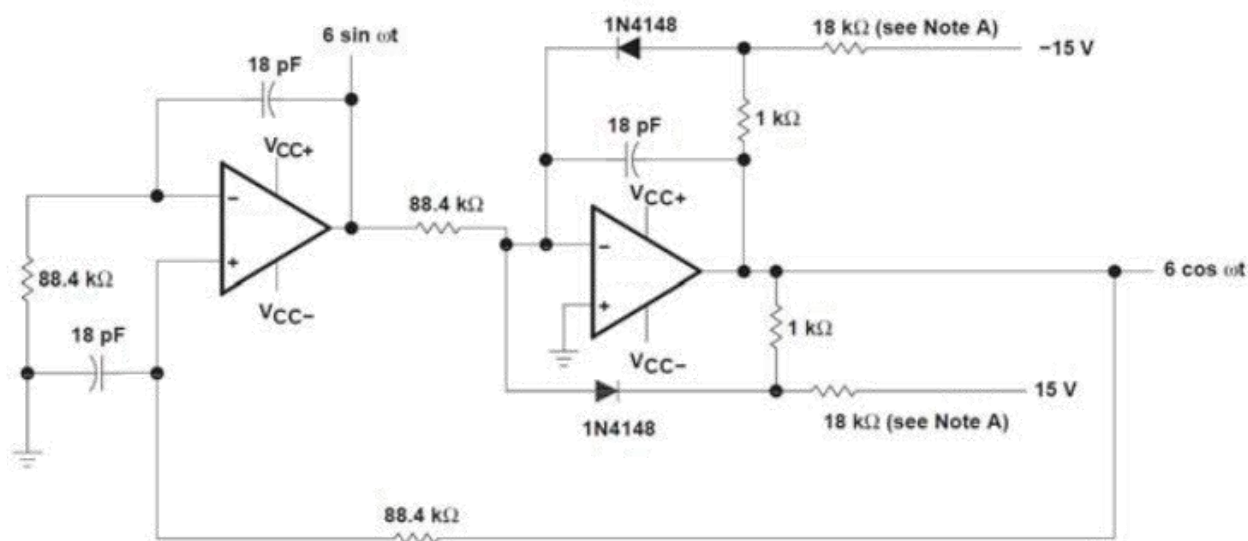 1N4148
18 kΩ (see Note A)
−15 V
6 sin ωt
18 pF
1 kΩ
18 pF
VCC+
VCC+
88.4 kΩ
−
−
+
+
88.4 kΩ
6 cos ωt
VCC−
18 pF
1 kΩ
VCC−
15 V
1N4148
18 kΩ (see Note A)
88.4 kΩ